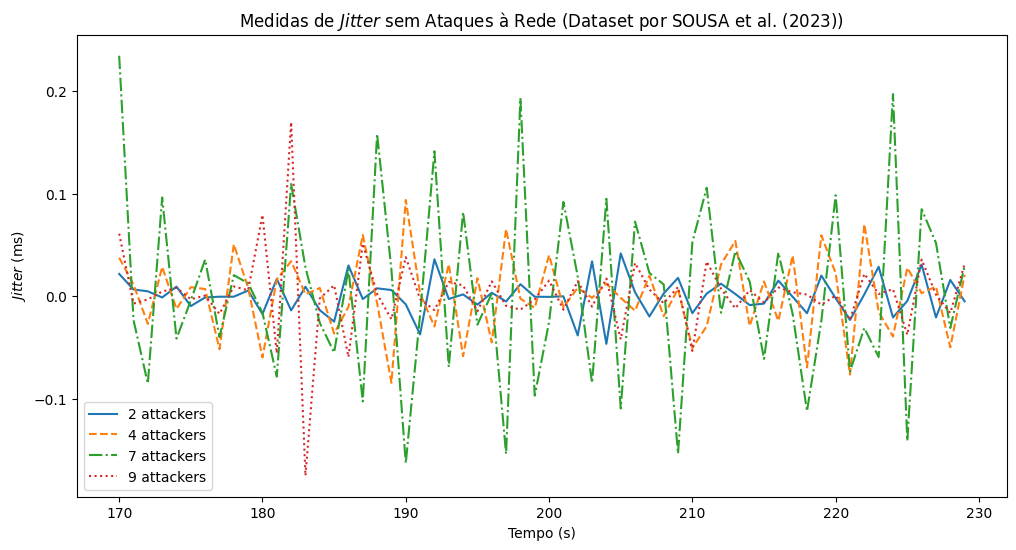 Medidas de Jitter sem Ataques à Rede (Dataset por SOUSA et al. (2023))
0.2
0.1
0.0
−0.1
Jitter (ms)
2 attackers
4 attackers
7 attackers
9 attackers
170
180
190
200
210
220
230
Tempo (s)